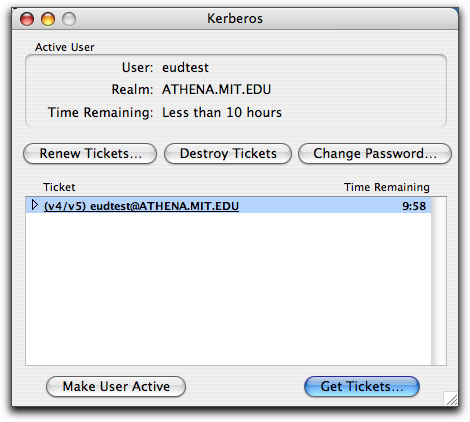 Kerberos
Active User
User: eudtest
Realm: ATHENA.MIT.EDU
Time Remaining: Less than 10 hours
Renew Tickets... Destroy Tickets Change Password...
Ticket Time Remaining
(v4/v5) eudtest@ATHENA.MIT.EDU 9:58
Make User Active Get Tickets...